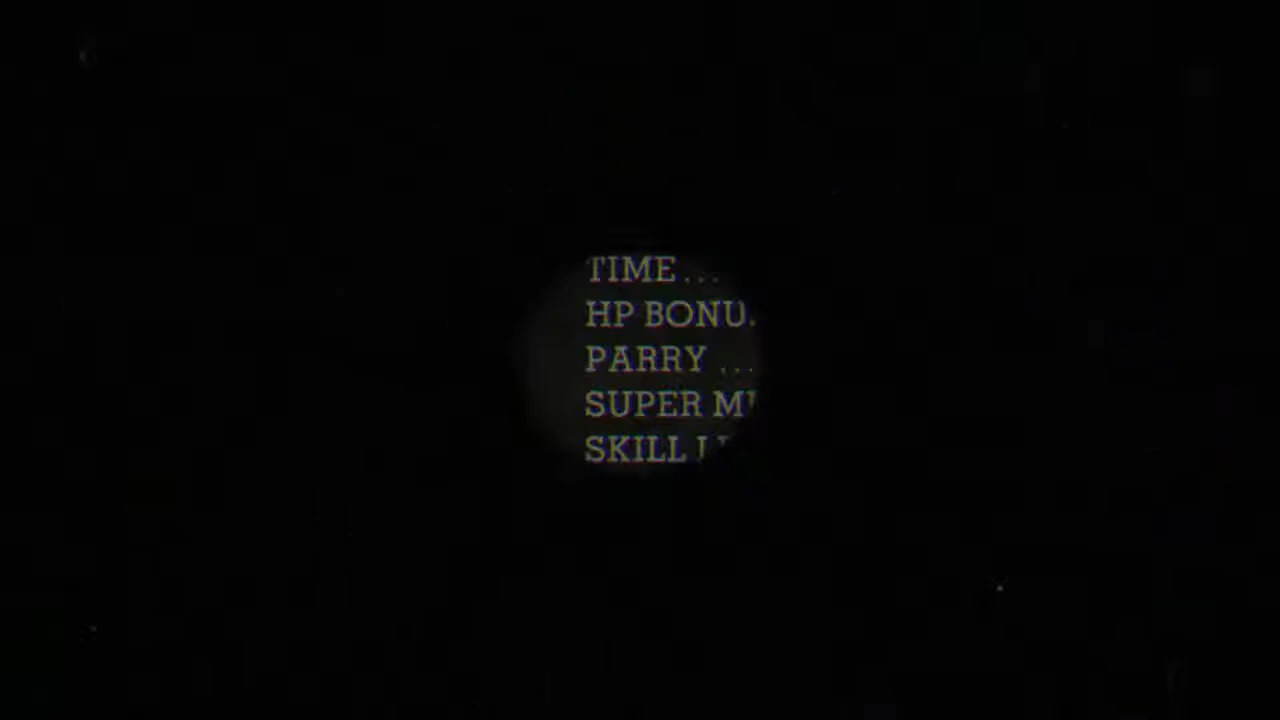 TIME ...
HP BONU
PARRY ...
SUPER M
SKILL